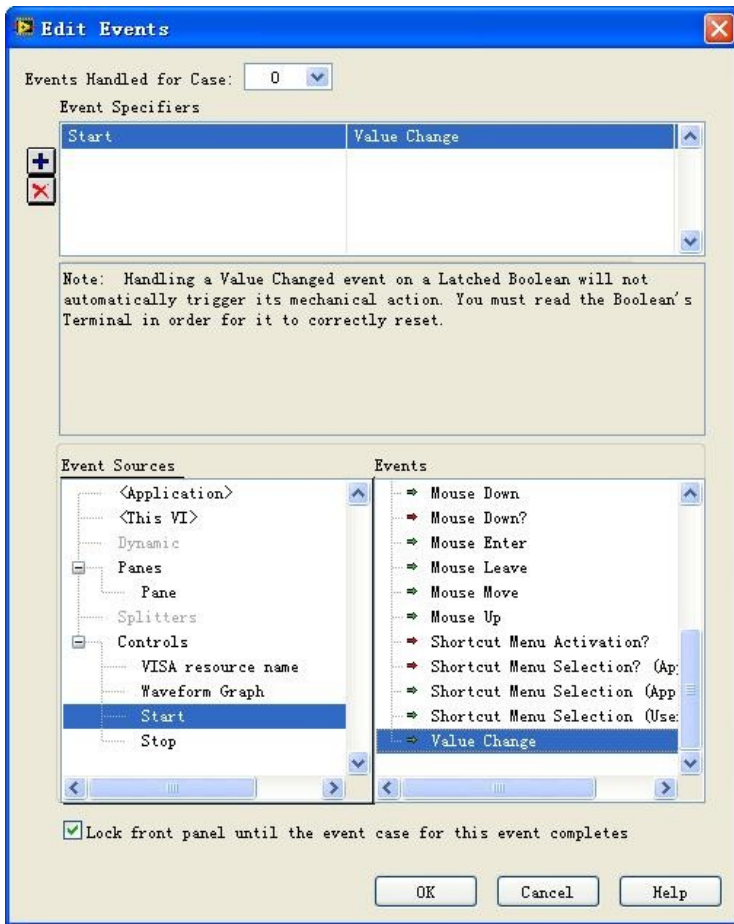 Edit Events
Events Handled for Case: 0
Event Specifiers
Start Value Change
Note: Handling a Value Changed event on a Latched Boolean will not
automatically trigger its mechanical action. You must read the Boolean's
Terminal in order for it to correctly reset.
Event Sources Events
<Application> Mouse Down
<This VI> Mouse Down?
Dynamic Mouse Enter
Panes Mouse Leave
Pane Mouse Move
Splitters Mouse Up
Controls Shortcut Menu Activation?
VISA resource name Shortcut Menu Selection? (Ap
Waveform Graph Shortcut Menu Selection (App
Start Shortcut Menu Selection (Use
Stop Value Change
Lock front panel until the event case for this event completes
OK Cancel Help